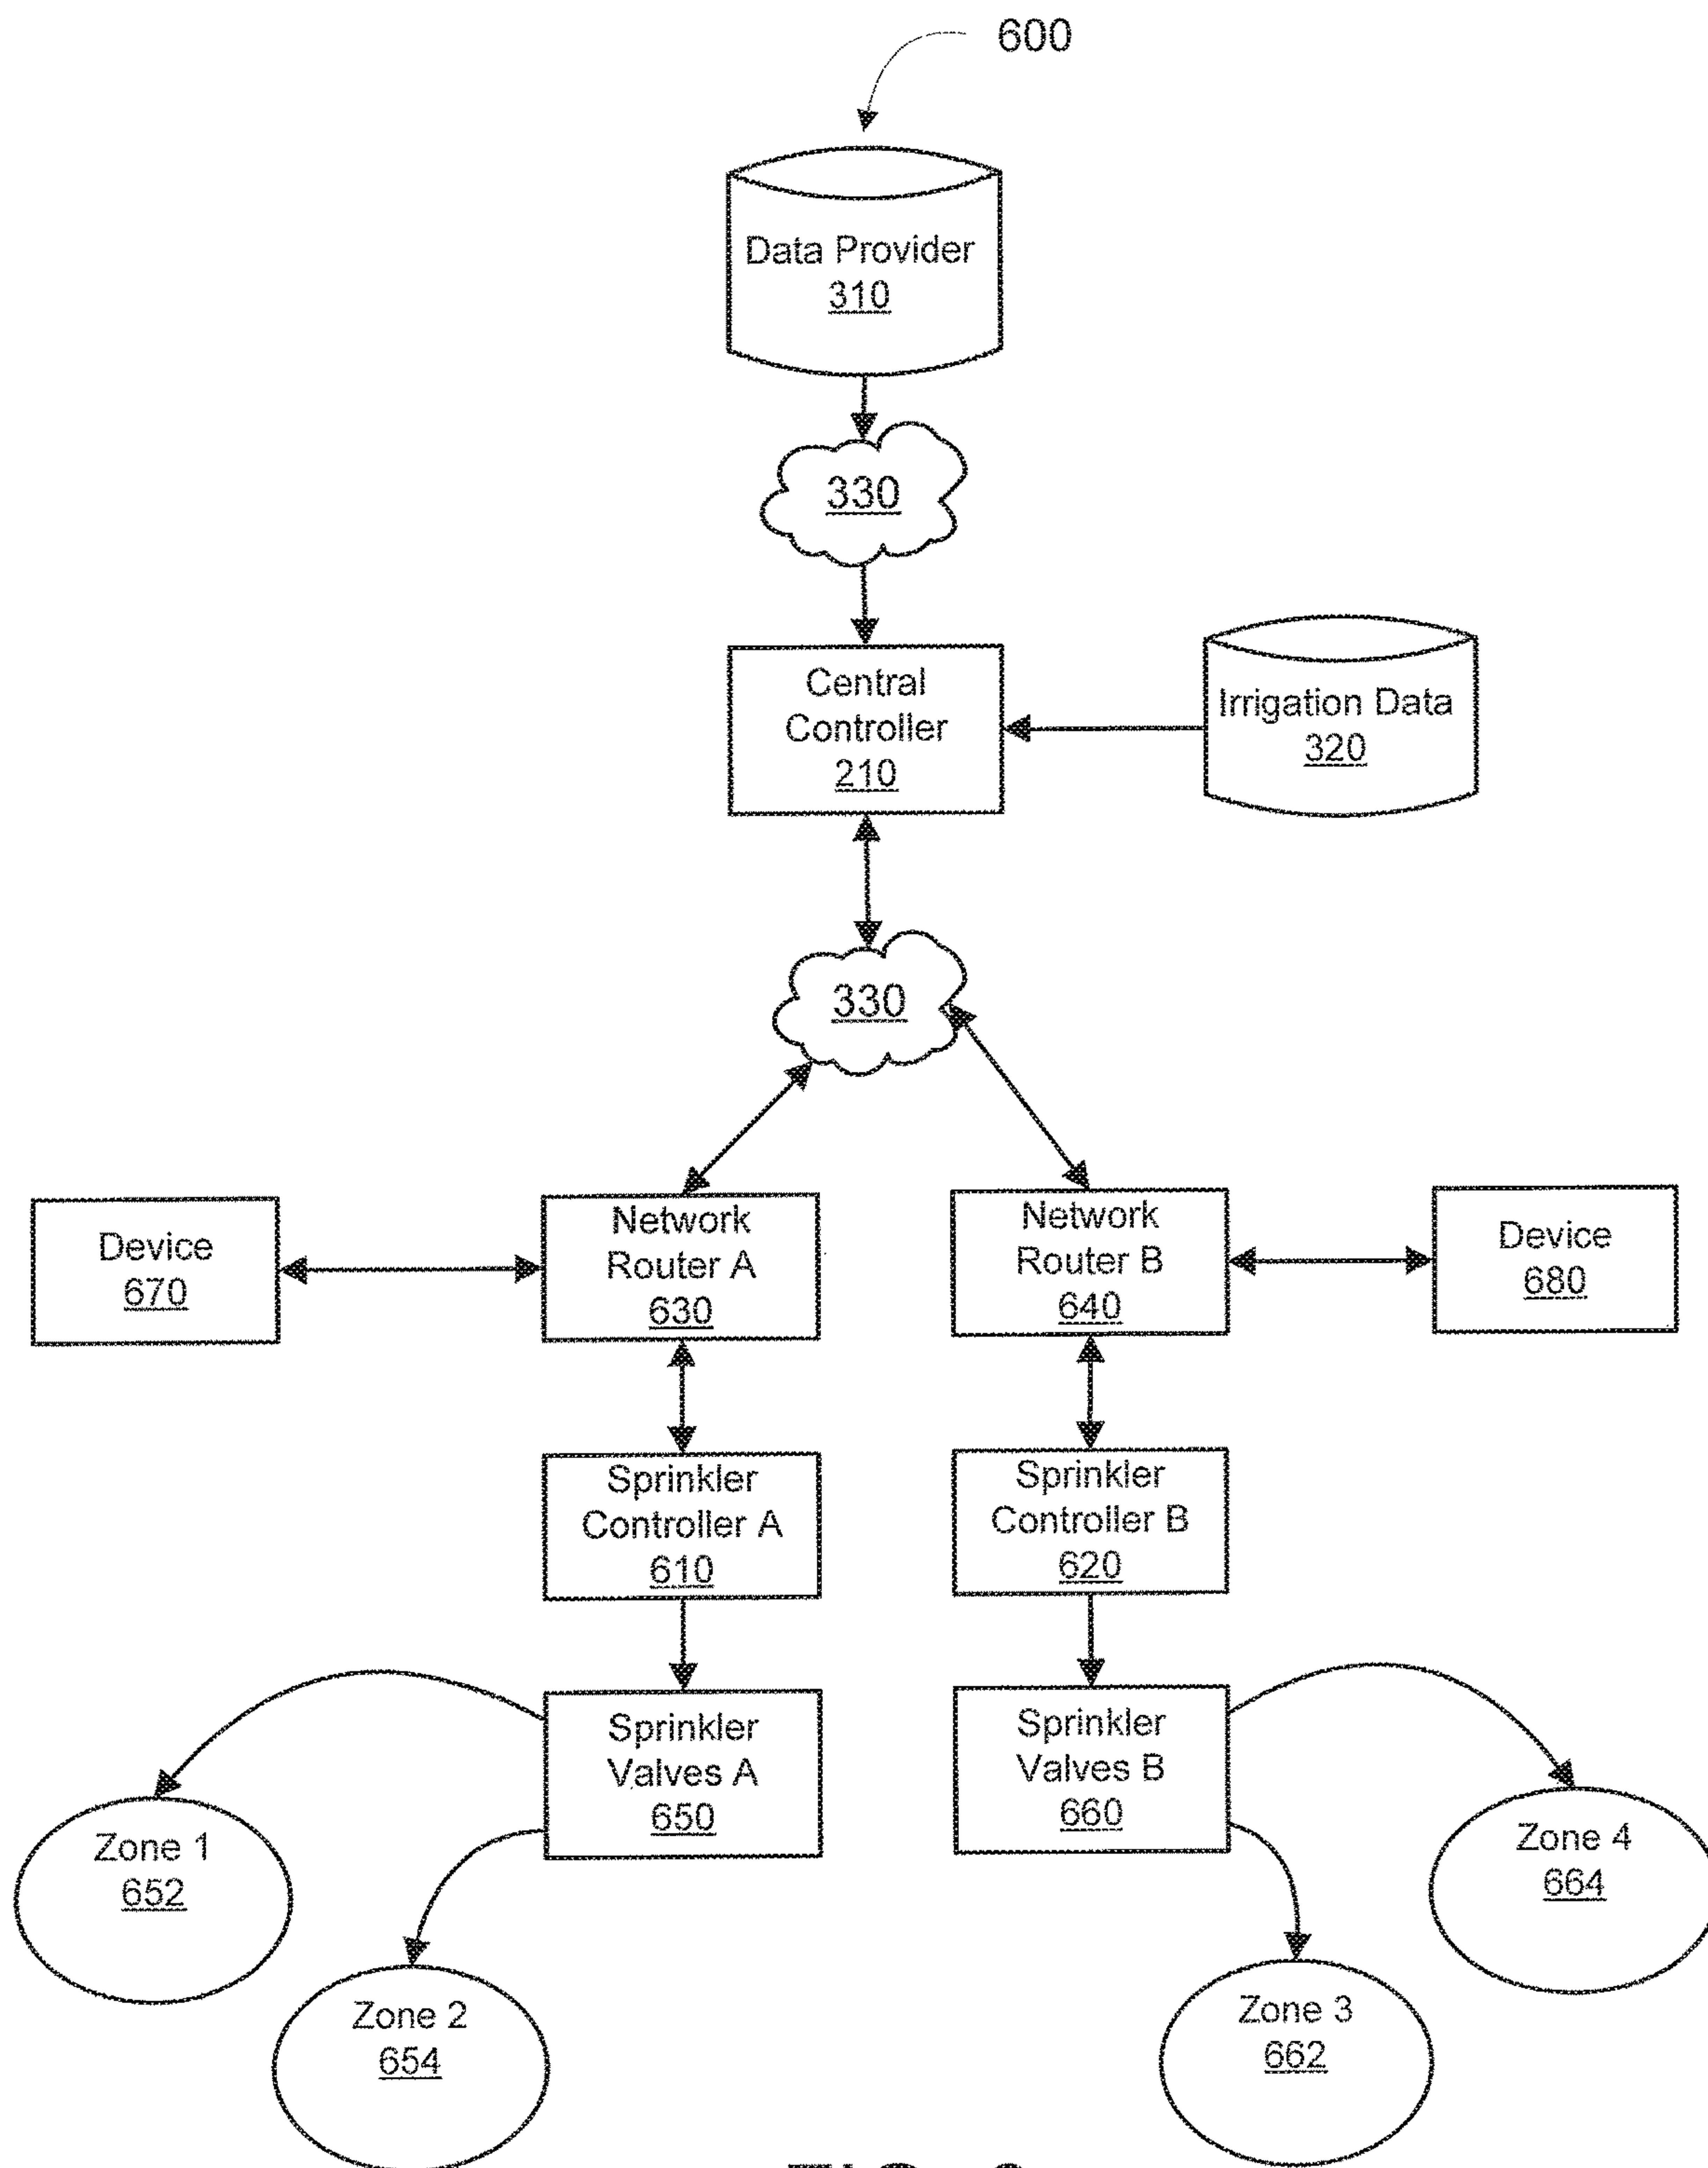 600
Data Provider
310
330
Central
Controller
210
Irrigation Data
320
330
Device
670
Network
Router A
630
Network
Router B
640
Device
680
Sprinkler
Controller A
610
Sprinkler
Controller B
620
Sprinkler
Valves A
650
Sprinkler
Valves B
660
Zone 1
652
Zone 2
654
Zone 3
662
Zone 4
664